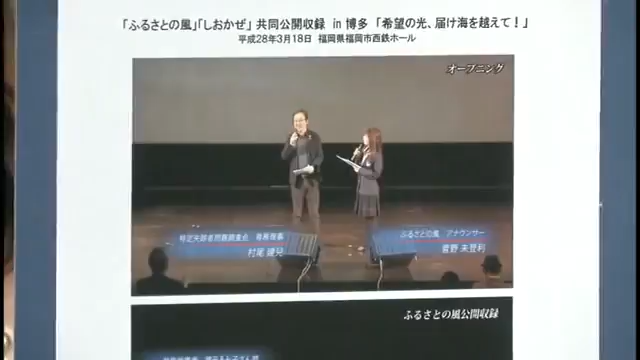 「ふるさとの風」「しおかぜ」 共同公開収録 in 博多 「希望の光、届け海を越えて！」
平成28年3月18日 福岡県福岡市西鉄ホール
オープニング
特定失踪者問題調査会 専務理事
村尾 建兒
ふるさとの風 アナウンサー
菅野 未登利
ふるさとの風公開収録